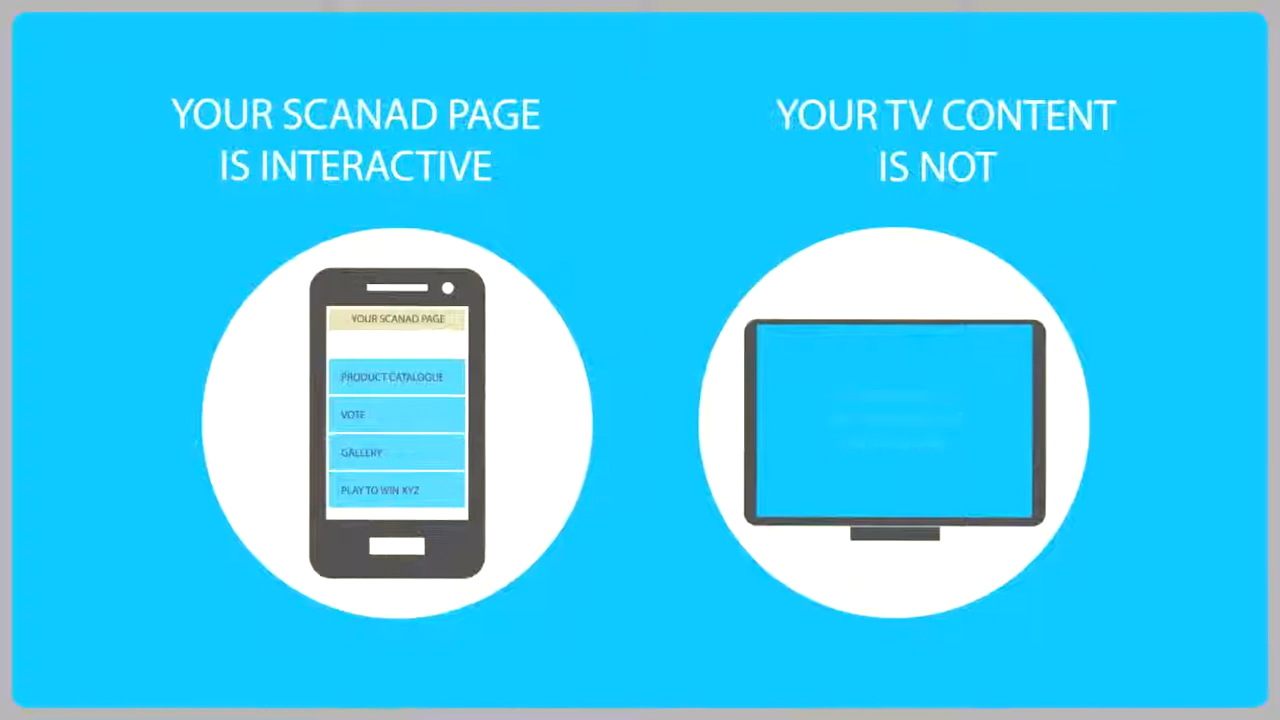 YOUR SCANAD PAGE
IS INTERACTIVE
YOUR TV CONTENT
IS NOT
YOUR SCANAD PAGE
PRODUCT CATALOGUE
VOTE
GALLERY
PLAY TO WIN XYZ